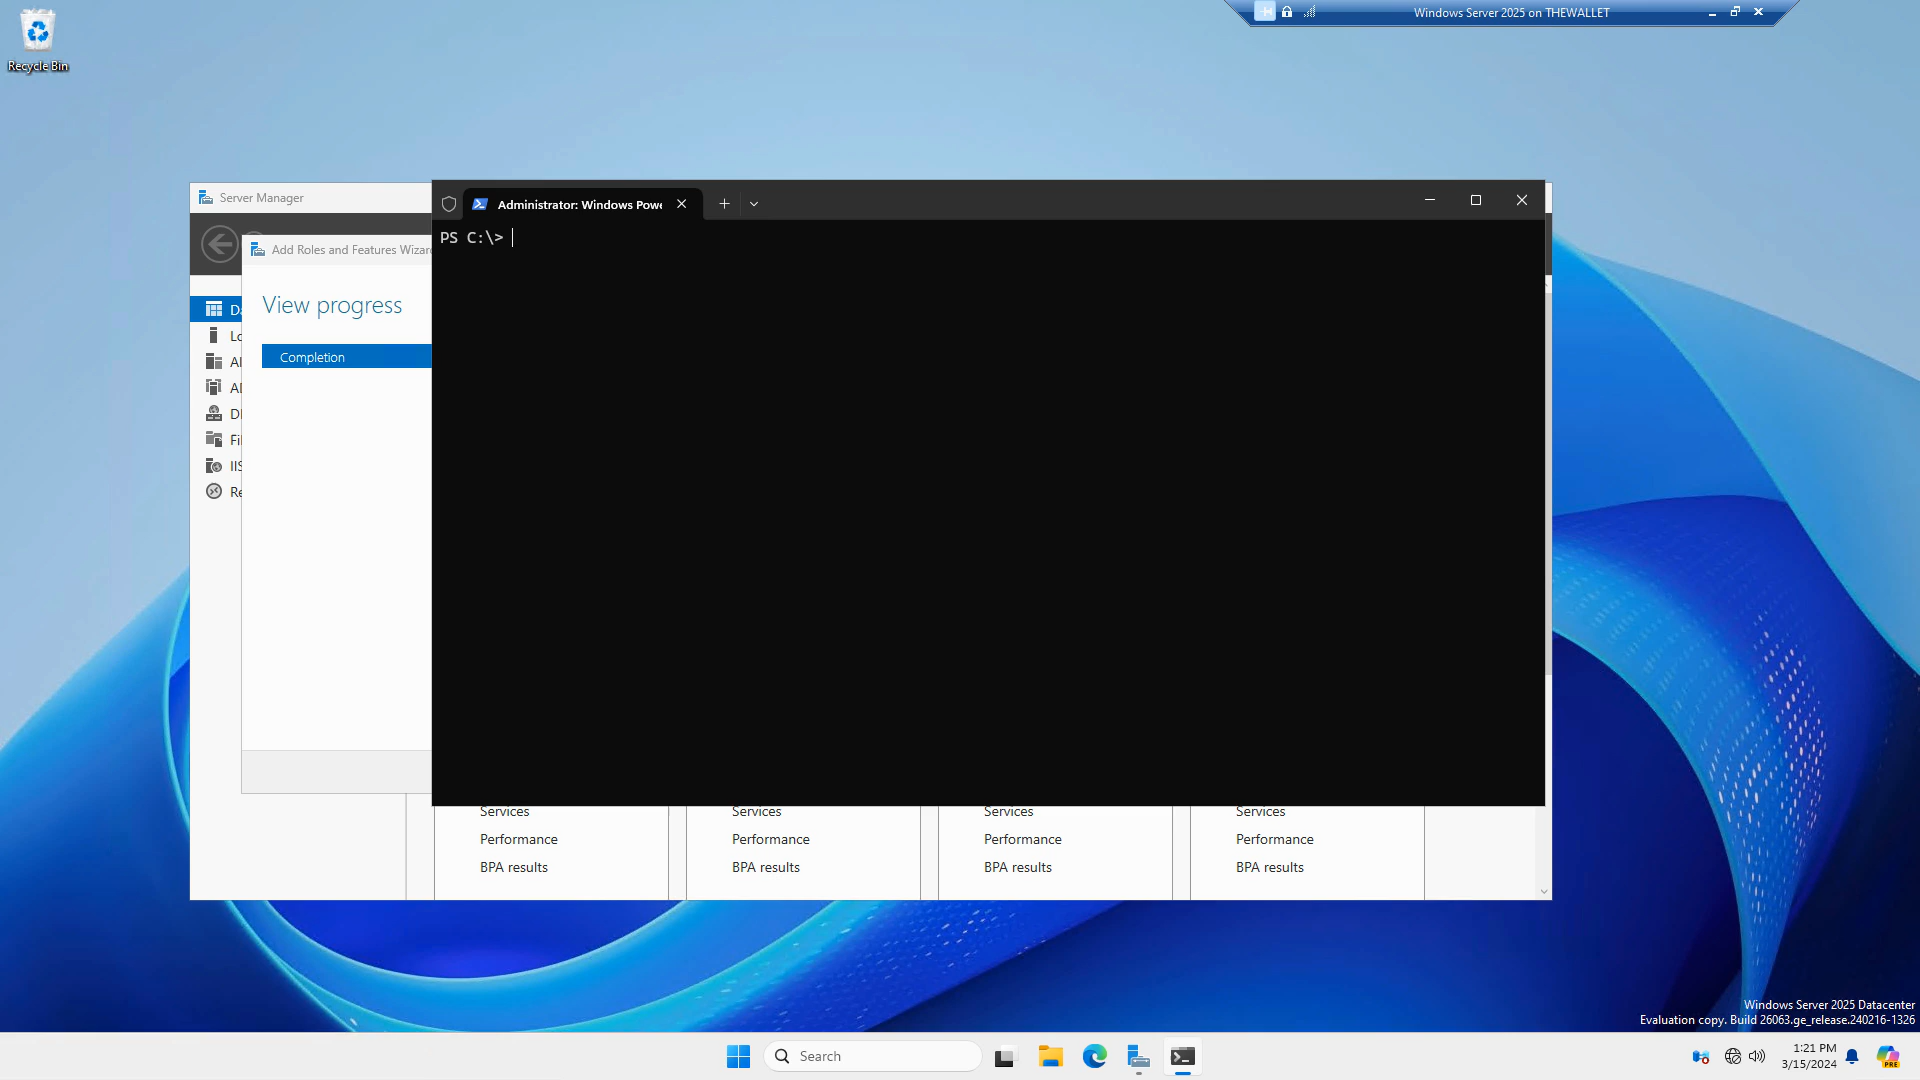 Recycle Bin
Windows Server 2025 on THEWALLET
Server Manager
Administrator: Windows Powe
PS C:\>
Add Roles and Features Wizard
View progress
Completion
Services
Performance
BPA results
Services
Performance
BPA results
Services
Performance
BPA results
Services
Performance
BPA results
Windows Server 2025 Datacenter
Evaluation copy. Build 26063.ge_release.240216-1326
Search
1:21 PM
3/15/2024
PRE